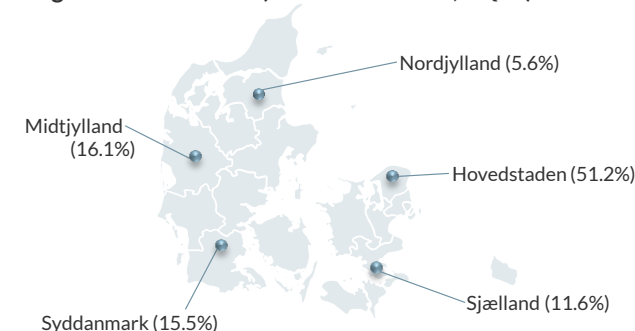 Nordjylland (5.6%)
Midtjylland
(16.1%)
Hovedstaden (51.2%)
Sjælland (11.6%)
Syddanmark (15.5%)